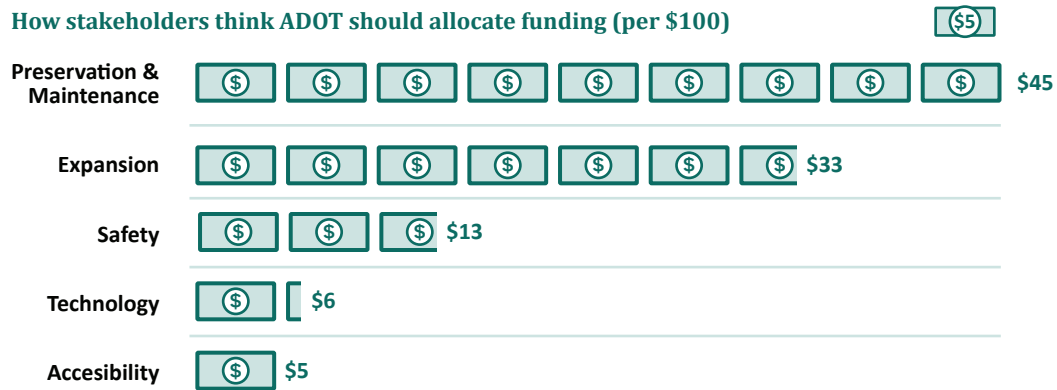 How stakeholders think ADOT should allocate funding (per $100)
$5
Preservation &
Maintenance
$ $ $ $ $ $ $ $ $ $45
Expansion
$ $ $ $ $ $ $ $33
Safety
$ $ $ $13
Technology
$ $6
Accesibility
$ $5